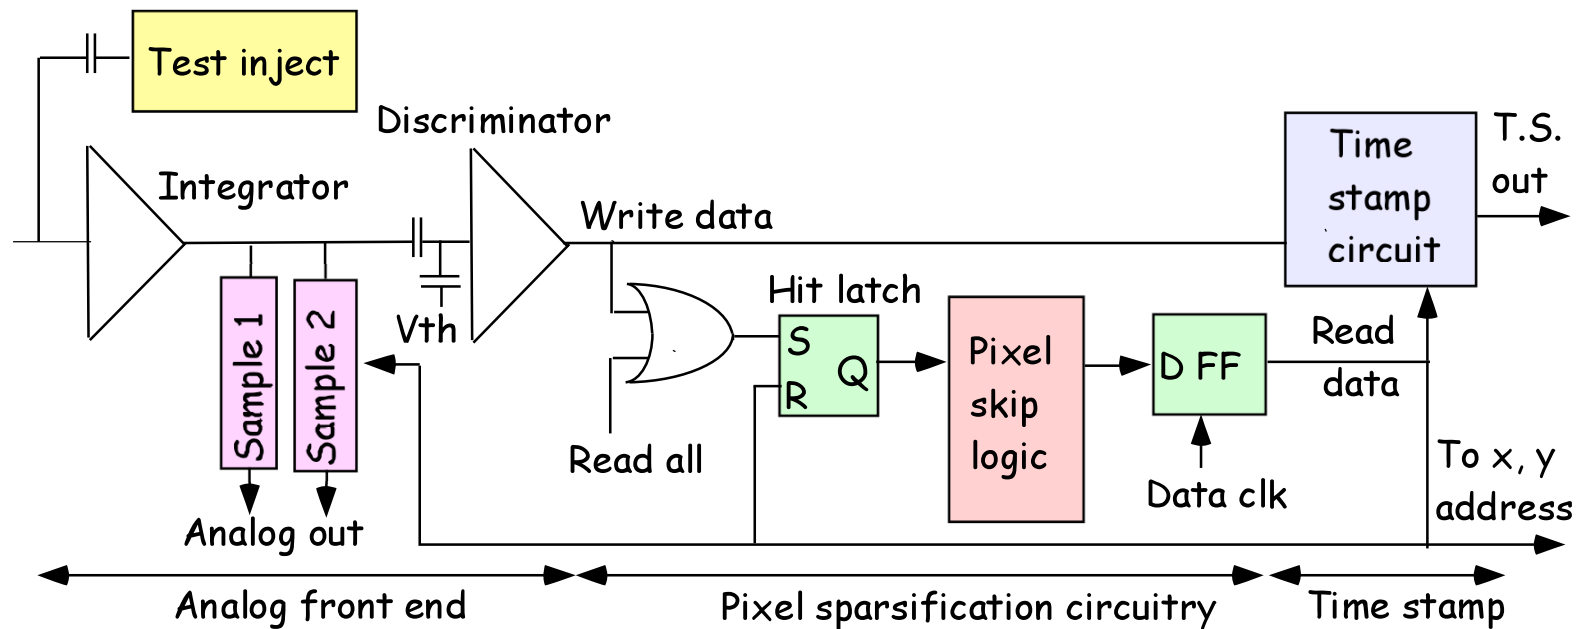 Test inject
Discriminator
Integrator
Time
stamp
circuit
T.S.
out
Write data
Hit latch
Vth
Sample 1
Sample 2
S
Q
R
Pixel
skip
logic
D FF
Read
data
Read all
Data clk
To x, y
address
Analog out
Analog front end
Pixel sparsification circuitry
Time stamp